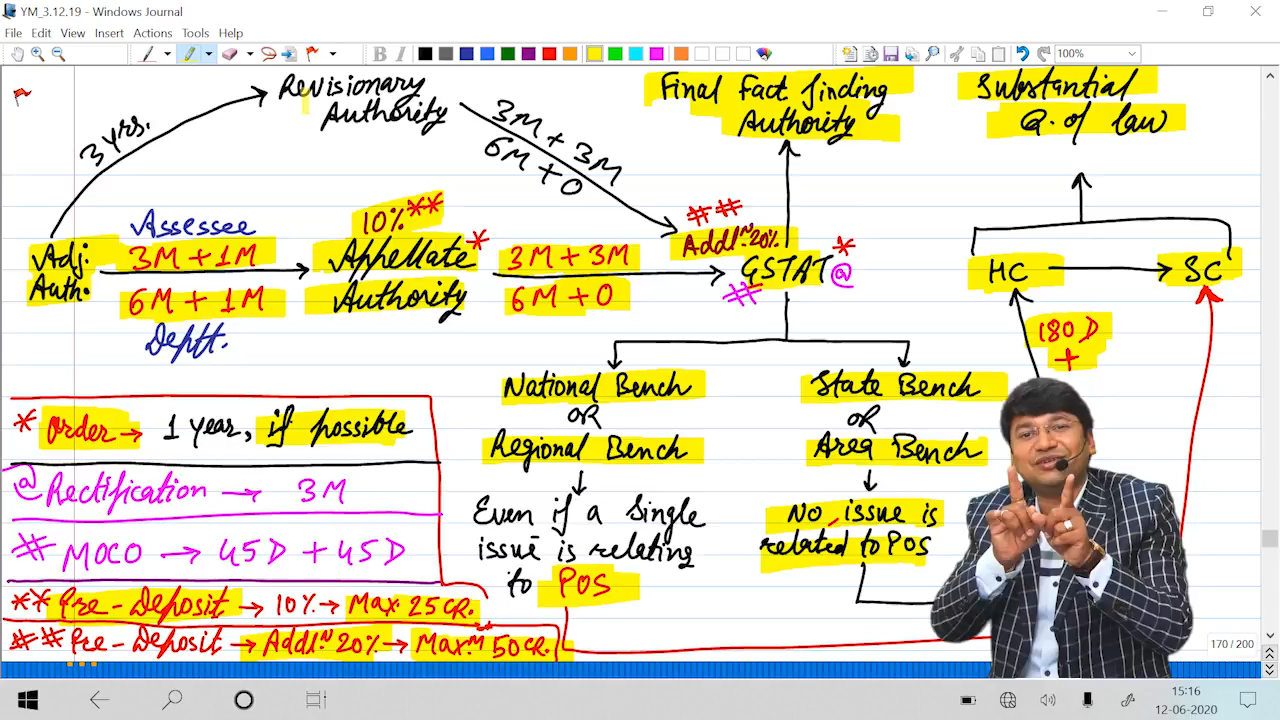 YM_3.12.19 - Windows Journal
File Edit View Insert Actions Tools Help
B I 100%
Revisionary
Authority
3 yrs.
3M + 3M
6M + 0
Final Fact finding
Authority
Substantial
Q. of law
Adj.
Auth.
Assessee
3M + 1M
6M + 1M
Deptt.
10%**
Appellate*
Authority
3M + 3M
6M + 0
##
Addl.n 20%
GSTAT*
# @
HC
SC
180 D
+
National Bench
OR
Regional Bench
Even if a single
issue is relating
to POS
State Bench
OR
Area Bench
No issue is
related to POS
* Order → 1 year, if possible
@ Rectification → 3M
# MOCO → 45D + 45D
** Pre-Deposit → 10% → Max. 25 CR.
## Pre-Deposit → Addl.n 20% → Max.m 50 CR.
170 / 200
15:16
12-06-2020